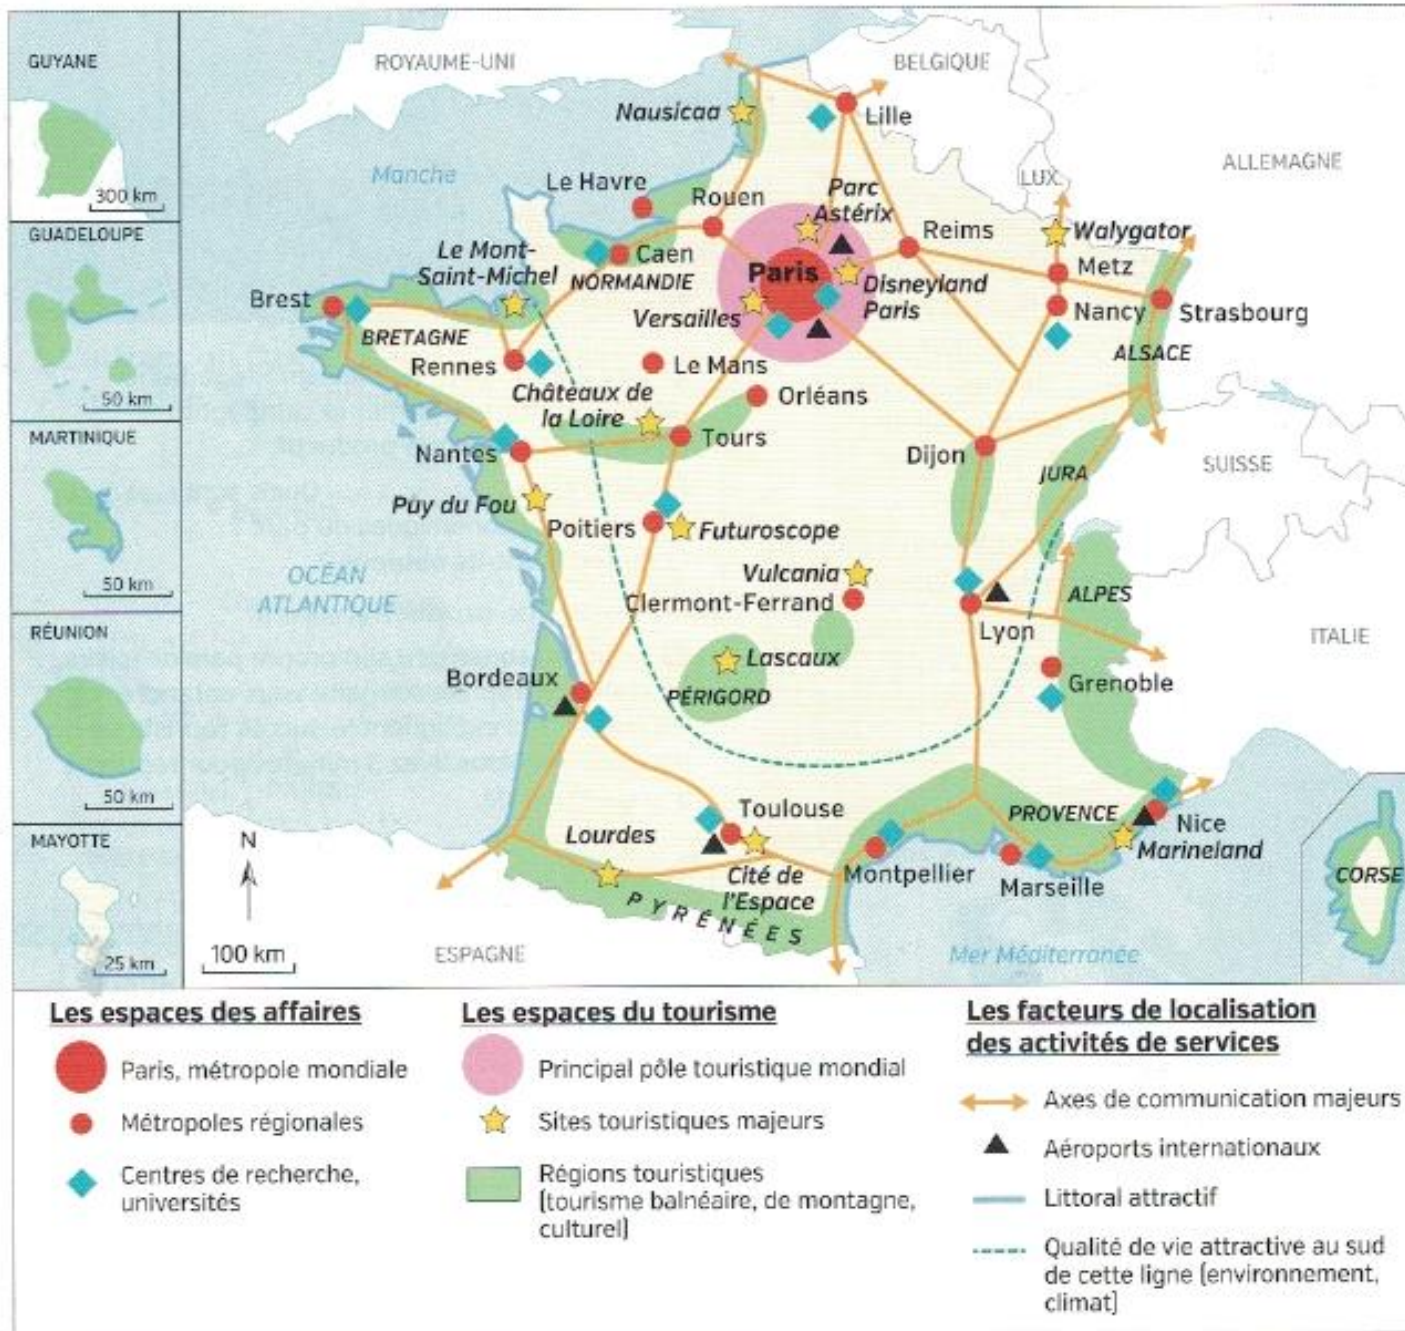 GUYANE
300 km
GUADELOUPE
50 km
MARTINIQUE
50 km
RÉUNION
50 km
MAYOTTE
25 km
ROYAUME-UNI
BELGIQUE
Nausicaa
Lille
ALLEMAGNE
Manche
LUX.
Le Havre
Rouen
Parc
Astérix
Reims
Walygator
Le Mont-
Saint-Michel
Caen
NORMANDIE
Paris
Metz
Disneyland
Paris
Brest
Versailles
Nancy
Strasbourg
BRETAGNE
ALSACE
Rennes
Le Mans
Châteaux de
la Loire
Orléans
Nantes
Tours
Dijon
JURA
SUISSE
Puy du Fou
Poitiers
Futuroscope
OCÉAN
ATLANTIQUE
Vulcania
Clermont-Ferrand
ALPES
Lyon
ITALIE
Lascaux
Bordeaux
PÉRIGORD
Grenoble
Toulouse
PROVENCE
Nice
Lourdes
Marineland
Cité de
l'Espace
Montpellier
Marseille
CORSE
PYRÉNÉES
N
100 km
ESPAGNE
Mer Méditerranée
Les espaces des affaires
Paris, métropole mondiale
Métropoles régionales
Centres de recherche,
universités
Les espaces du tourisme
Principal pôle touristique mondial
Sites touristiques majeurs
Régions touristiques
(tourisme balnéaire, de montagne,
culturel)
Les facteurs de localisation
des activités de services
Axes de communication majeurs
Aéroports internationaux
Littoral attractif
Qualité de vie attractive au sud
de cette ligne (environnement,
climat)